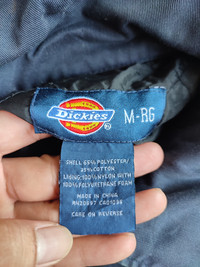 Dickies
®
M-RG
SHELL 65% POLYESTER/
35% COTTON
LINING: 100% NYLON WITH
100% POLYURETHANE FOAM
MADE IN CHINA
CARE ON REVERSE